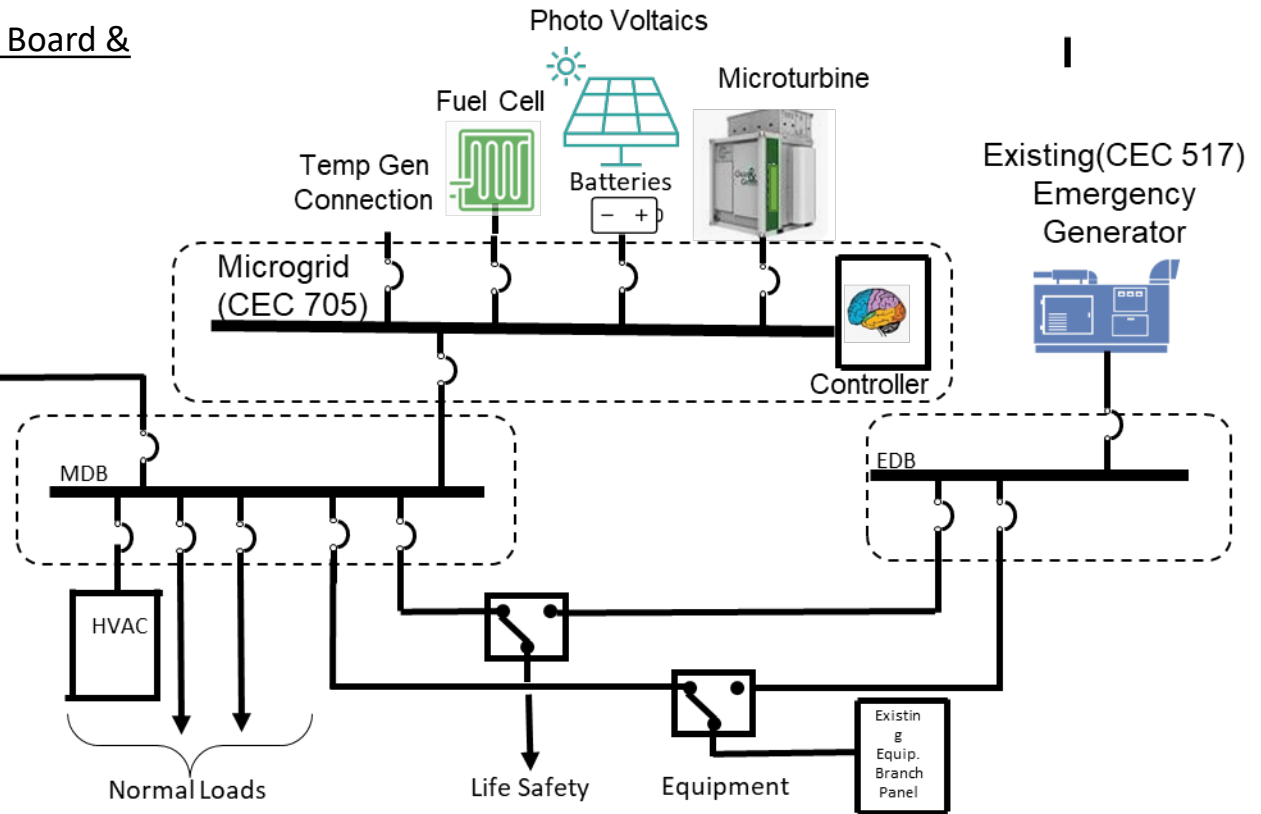 Board &
Photo Voltaics
Microturbine
Fuel Cell
Temp Gen
Connection
Batteries
− +
Existing(CEC 517)
Emergency
Generator
Microgrid
(CEC 705)
Controller
MDB
EDB
HVAC
Existin
g
Equip.
Branch
Panel
Normal Loads
Life Safety
Equipment